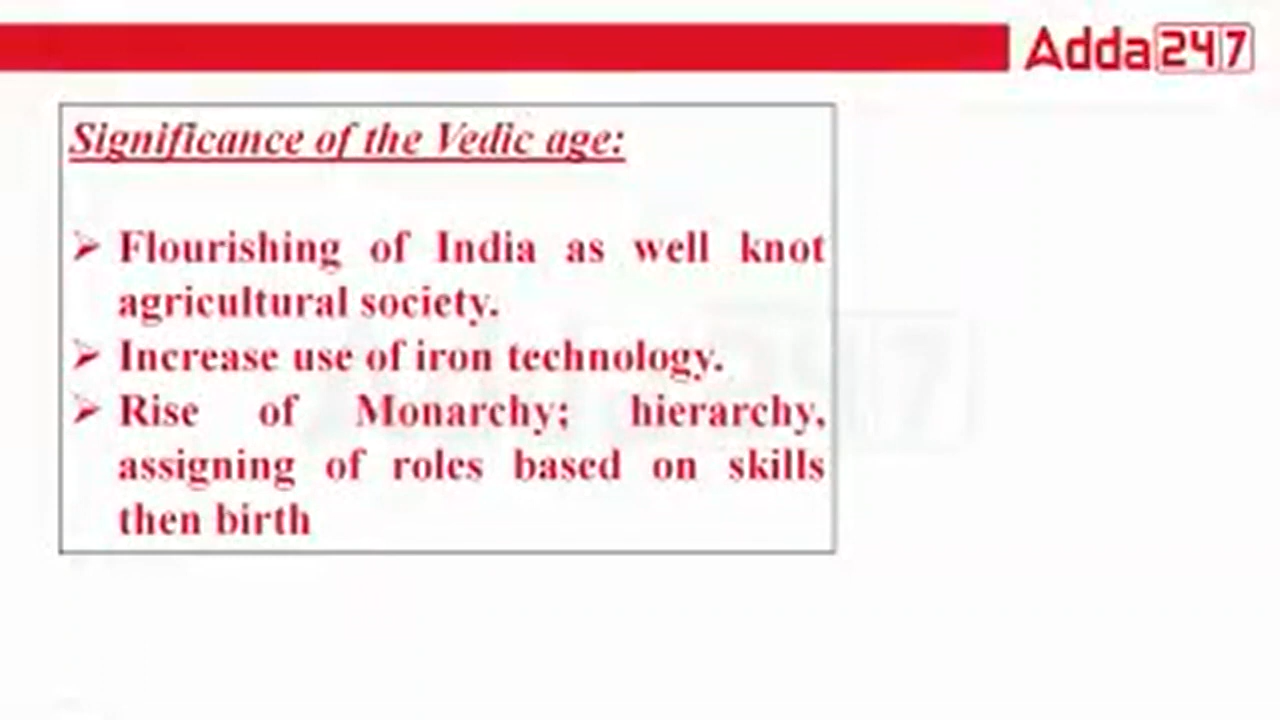 Adda247
Significance of the Vedic age:
➢ Flourishing of India as well knot
agricultural society.
➢ Increase use of iron technology.
➢ Rise of Monarchy; hierarchy,
assigning of roles based on skills
then birth